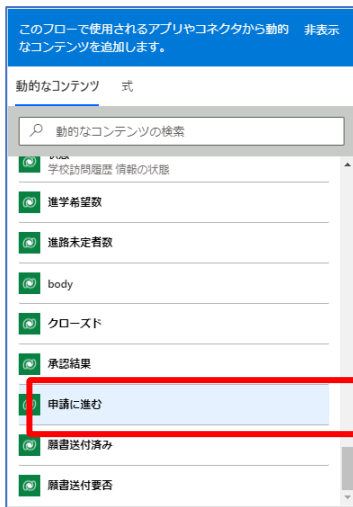 このフローで使用されるアプリやコネクタから動的 非表示
なコンテンツを追加します。
動的なコンテンツ 式
動的なコンテンツの検索
状態
学校訪問履歴 情報の状態
進学希望数
進路未定者数
body
クローズド
承認結果
申請に進む
願書送付済み
願書送付要否